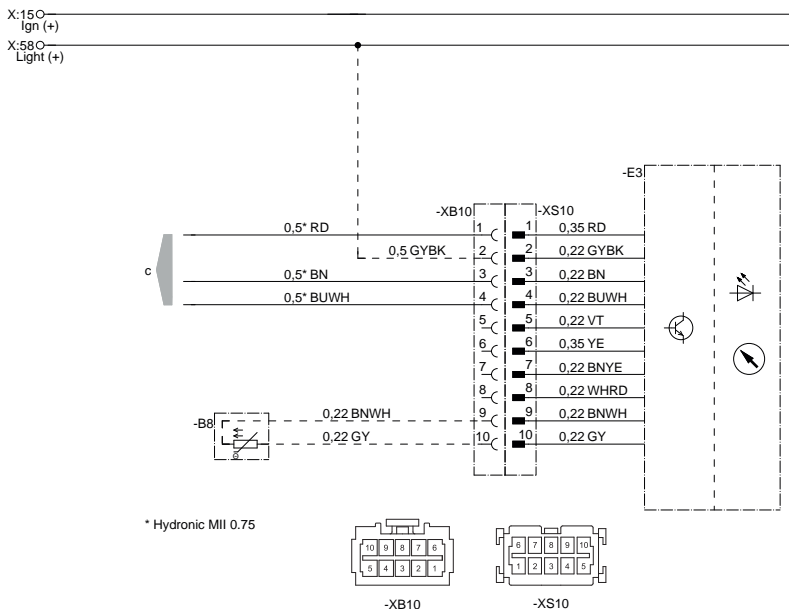 X:15
Ign (+)
X:58
Light (+)
-E3
-XB10 -XS10
0,5* RD 1 1 0,35 RD
0,5 GYBK 2 2 0,22 GYBK
c
0,5* BN 3 3 0,22 BN
0,5* BUWH 4 4 0,22 BUWH
5 5 0,22 VT
6 6 0,35 YE
7 7 0,22 BNYE
8 8 0,22 WHRD
-B8 0,22 BNWH 9 9 0,22 BNWH
0,22 GY 10 10 0,22 GY
* Hydronic MII 0.75
10 9 8 7 6
5 4 3 2 1
-XB10
6 7 8 9 10
1 2 3 4 5
-XS10